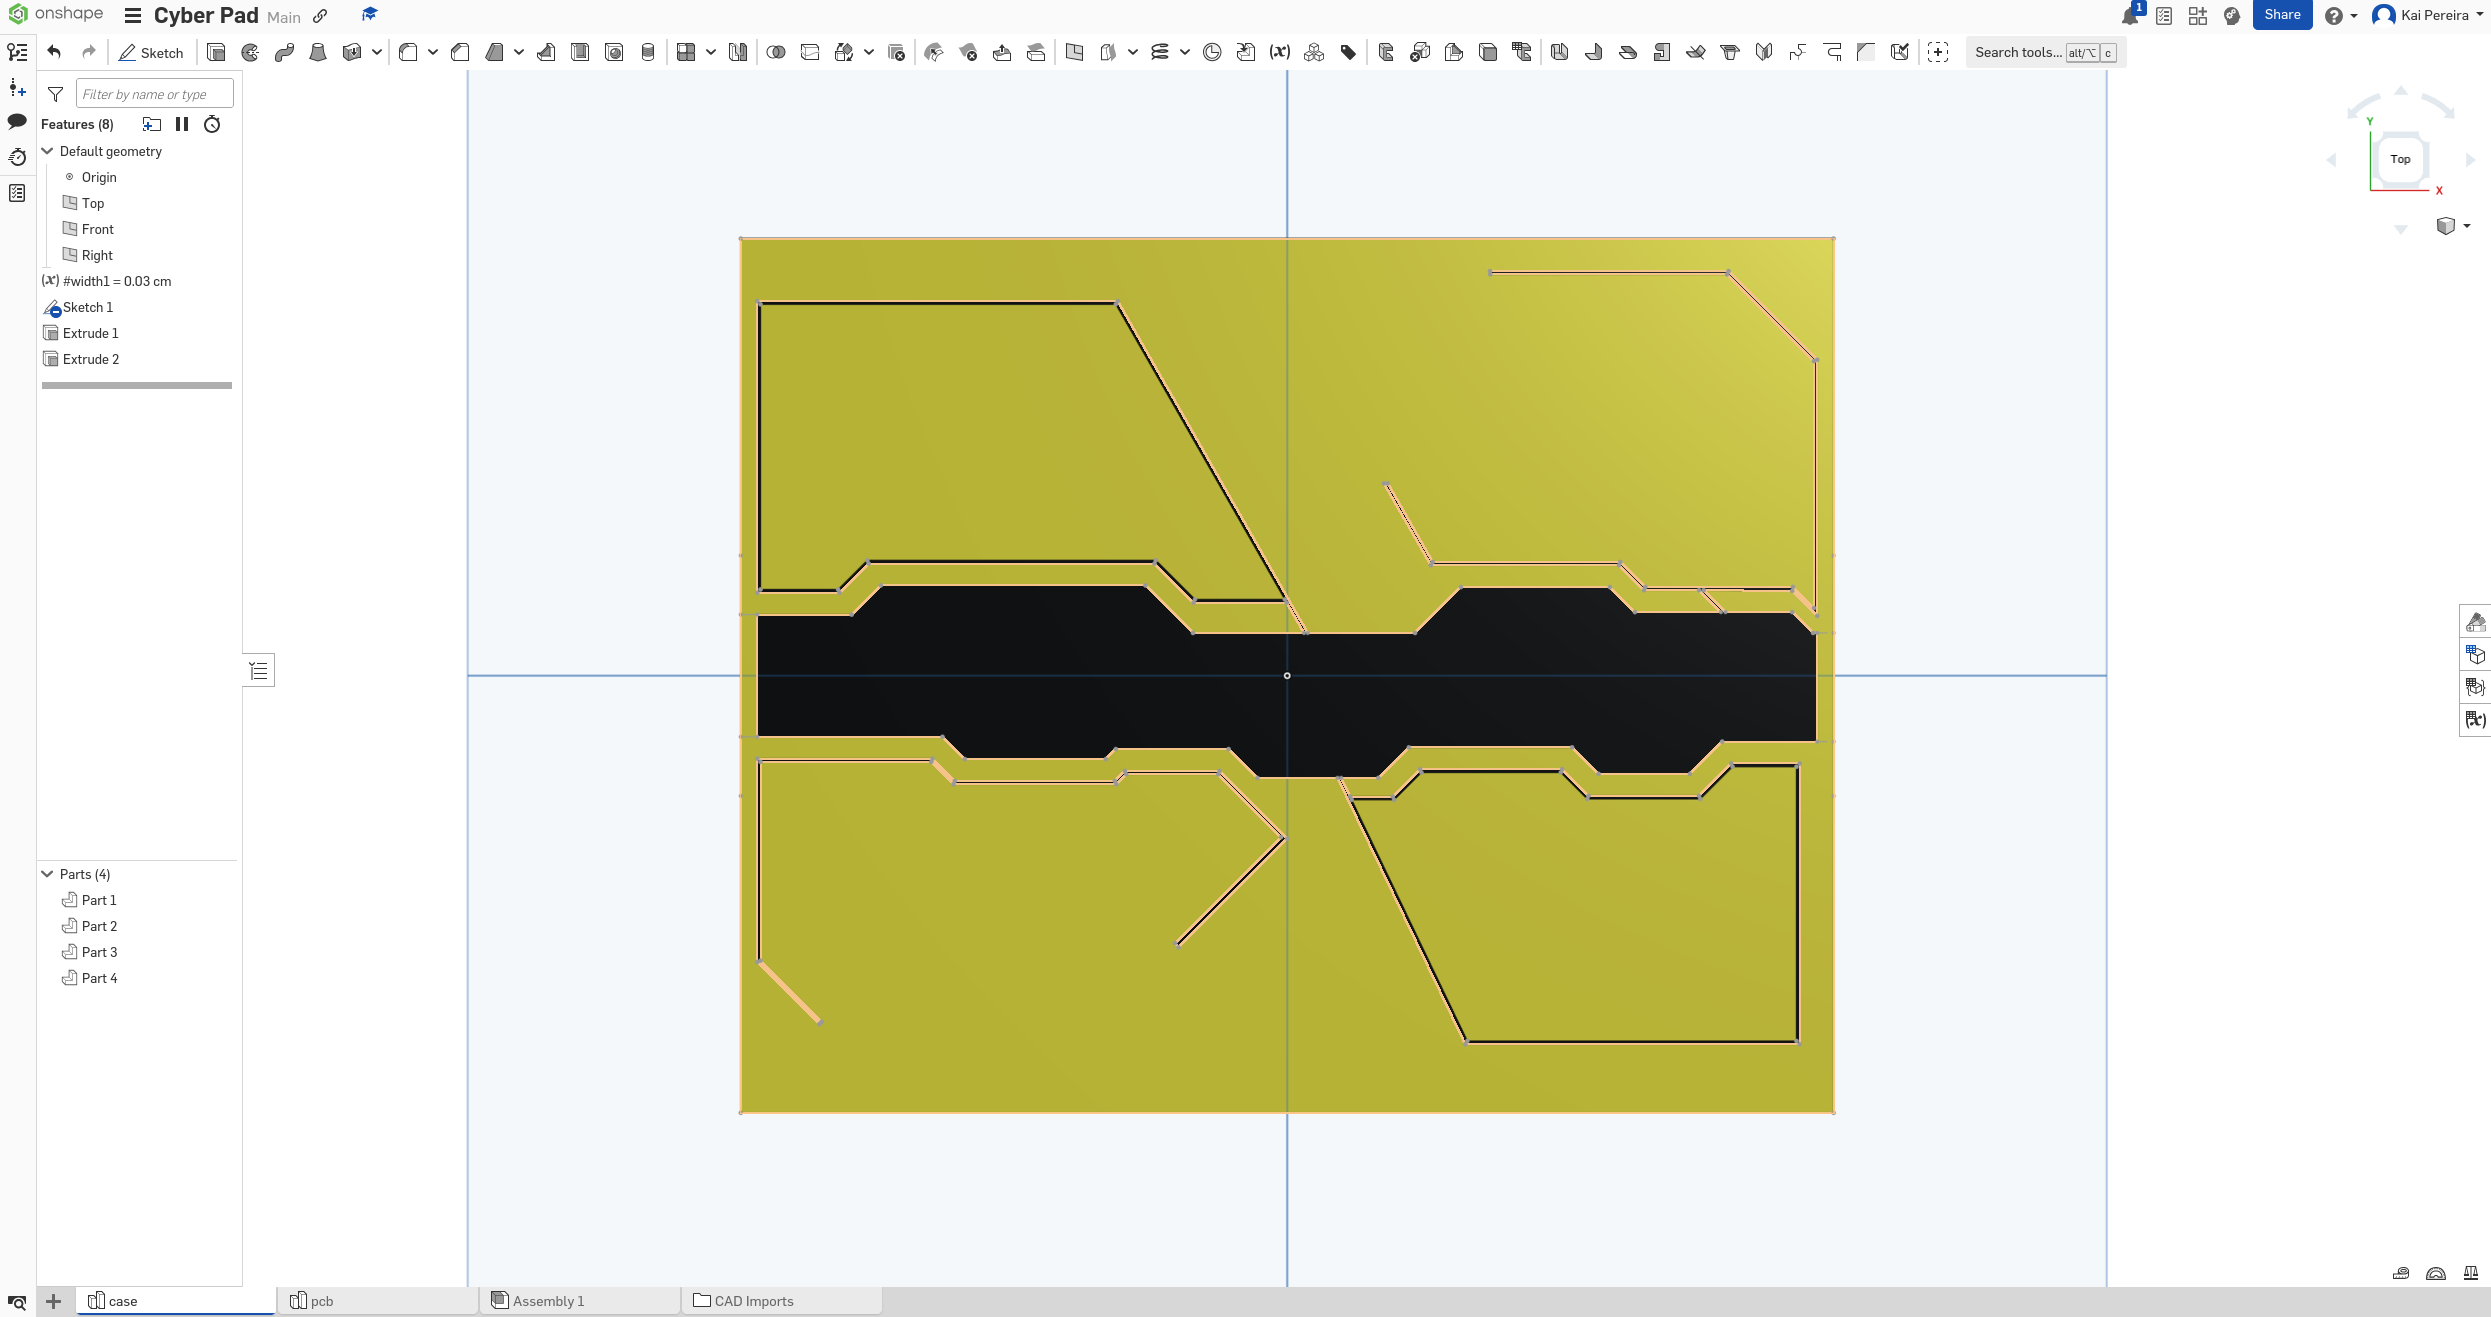 onshape
Cyber Pad Main
1
Share
Kai Pereira
Sketch
(x)
Search tools... alt/⌥ c
Filter by name or type
Features (8)
Default geometry
Origin
Top
Front
Right
(x) #width1 = 0.03 cm
Sketch 1
Extrude 1
Extrude 2
Y
Top
X
(x)
Parts (4)
Part 1
Part 2
Part 3
Part 4
case
pcb
Assembly 1
CAD Imports